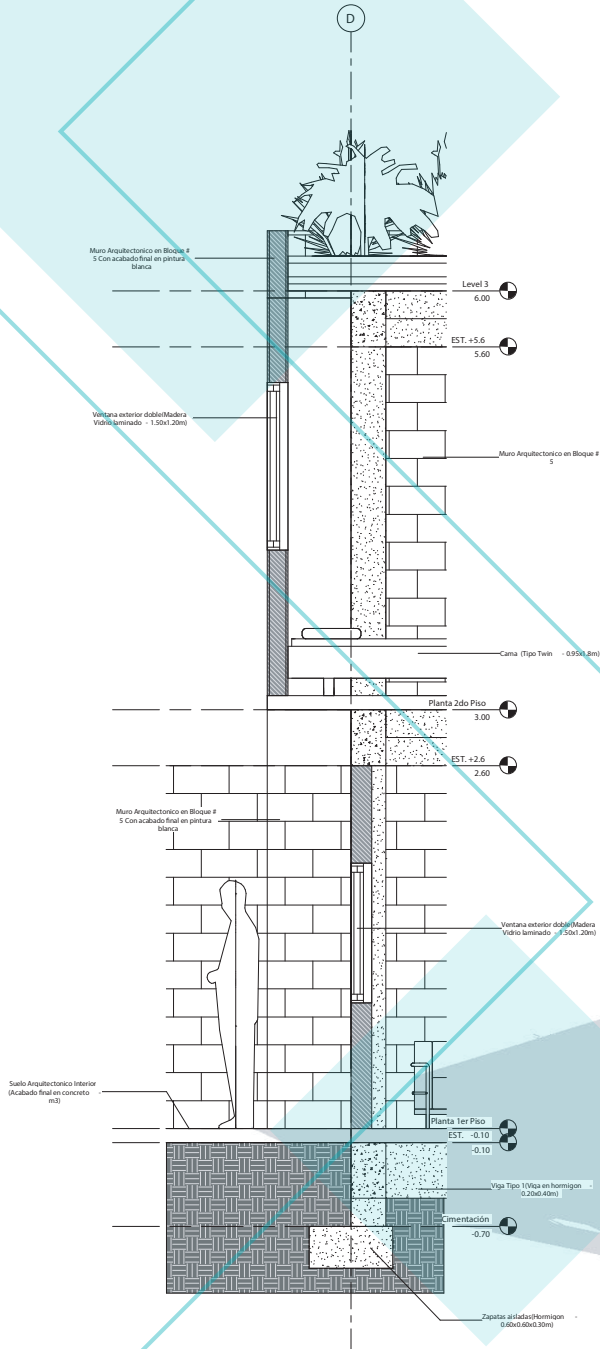 D
Muro Arquitectonico en Bloque #
5 Con acabado final en pintura
blanca
Level 3
6.00
EST. +5.6
5.60
Ventana exterior doble(Madera
Vidrio laminado - 1.50x1.20m)
Muro Arquitectonico en Bloque #
5
Cama (Tipo Twin - 0.95x1.8m)
Planta 2do Piso
3.00
EST. +2.6
2.60
Muro Arquitectonico en Bloque #
5 Con acabado final en pintura
blanca
Ventana exterior doble(Madera
Vidrio laminado - 1.50x1.20m)
Suelo Arquitectonico Interior
(Acabado final en concreto -
m3)
Planta 1er Piso
EST. -0.10
-0.10
Viga Tipo 1(Viga en hormigon -
0.20x0.40m)
Cimentación
-0.70
Zapatas aisladas(Hormigon -
0.60x0.60x0.30m)